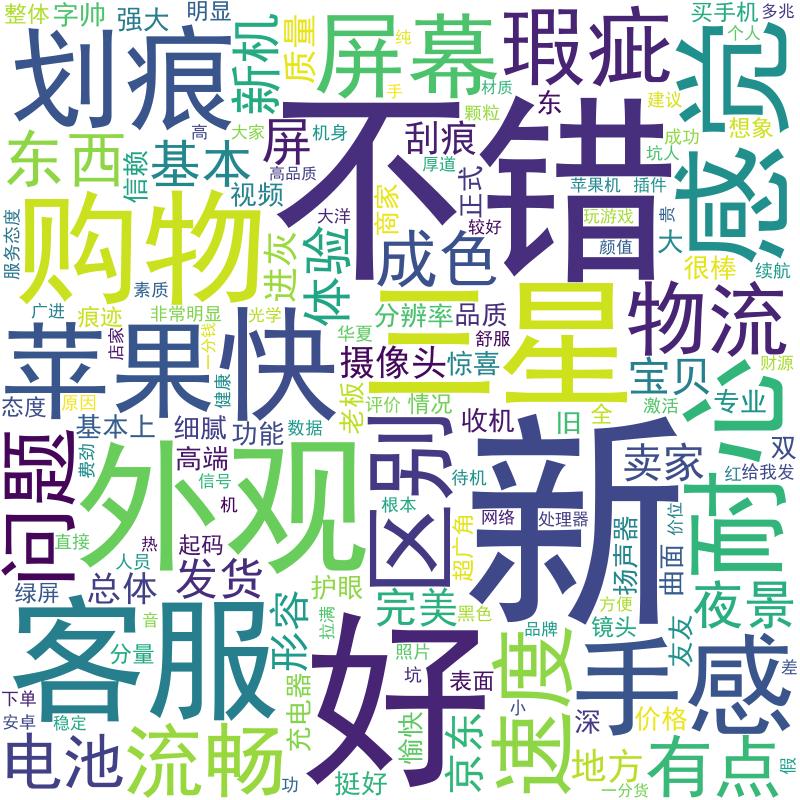 整体
字帅
强大
明显
划痕
新机
质量
屏幕
纯
手
材质
瑕疵
买手机
多兆
个人
感觉
建议
想象
东
颗粒
成功
坑人
东西
信赖
基本
高
大家
高品质
机身
屏
刮痕
厚道
不错
视频
正式
苹果机
插件
玩游戏
贵
大
颜值
很棒
续航
服务态度
购物
素质
进灰
体验
大洋
商家
较好
成色
广进
痕迹
非常明显
光学
分辨率
品质
三星
物流
店家
一分钱
华夏
舒服
苹果
快
健康
摄像头
惊喜
宝贝
财源
态度
原因
老板
评价
情况
激活
耐心
专业
基本上
细腻
功能
数据
收机
旧
全
问题
费劲
外观
高端
信号
机
区别
待机
根本
新
卖家
双
红给我发
直接
人员
热
起码
网络
处理器
超广角
扬声器
曲面
价位
绿屏
总体
发货
护眼
夜景
客服
形容
拉满
完美
黑色
方便
镜头
友友
音
分量
好
照片
品牌
速度
手感
差
下单
安卓
稳定
充电器
坑
表面
小
深
价格
电池
流畅
功
愉快
挺好
京东
地方
一分货
有点
假